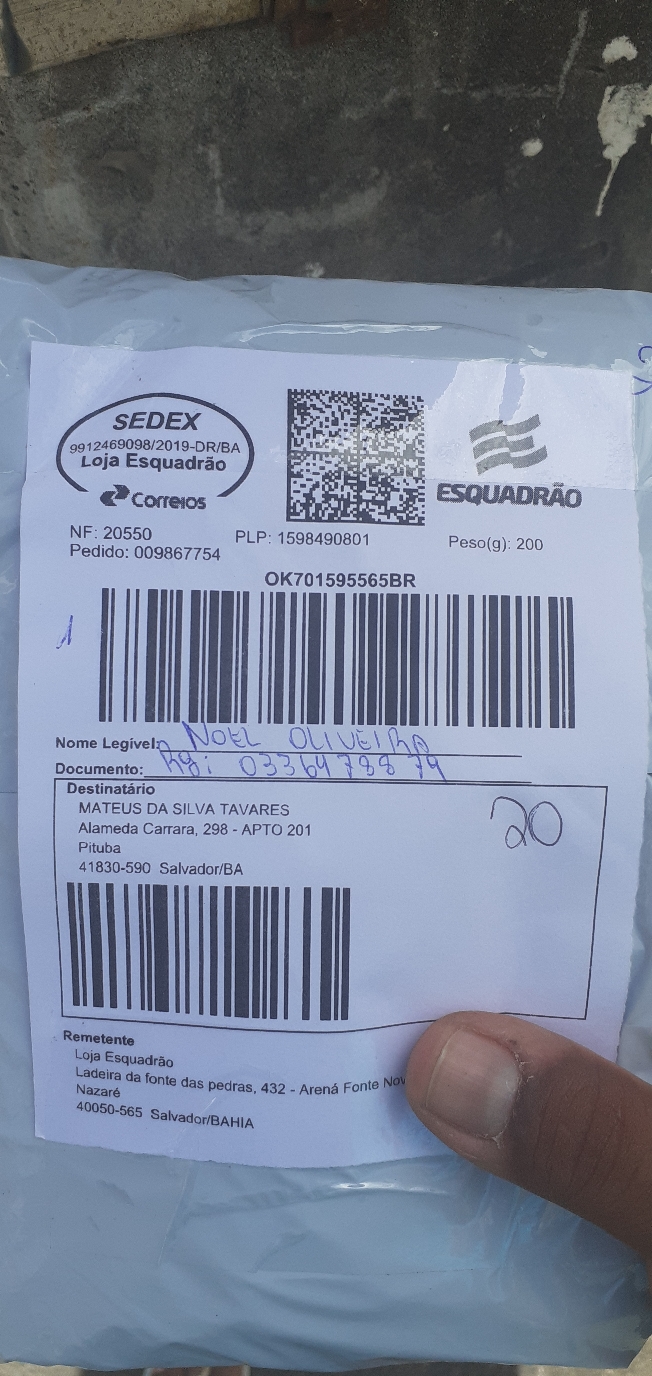 SEDEX
9912469098/2019-DR/BA
Loja Esquadrão
Correios
ESQUADRÃO
NF: 20550
PLP: 1598490801
Peso(g): 200
Pedido: 009867754
OK701595565BR
1
Nome Legível: NOEL OLIVEIRA
Documento: Rg: 0336478879
Destinatário
MATEUS DA SILVA TAVARES
20
Alameda Carrara, 298 - APTO 201
Pituba
41830-590 Salvador/BA
Remetente
Loja Esquadrão
Ladeira da fonte das pedras, 432 - Arená Fonte Nov
Nazaré
40050-565 Salvador/BAHIA